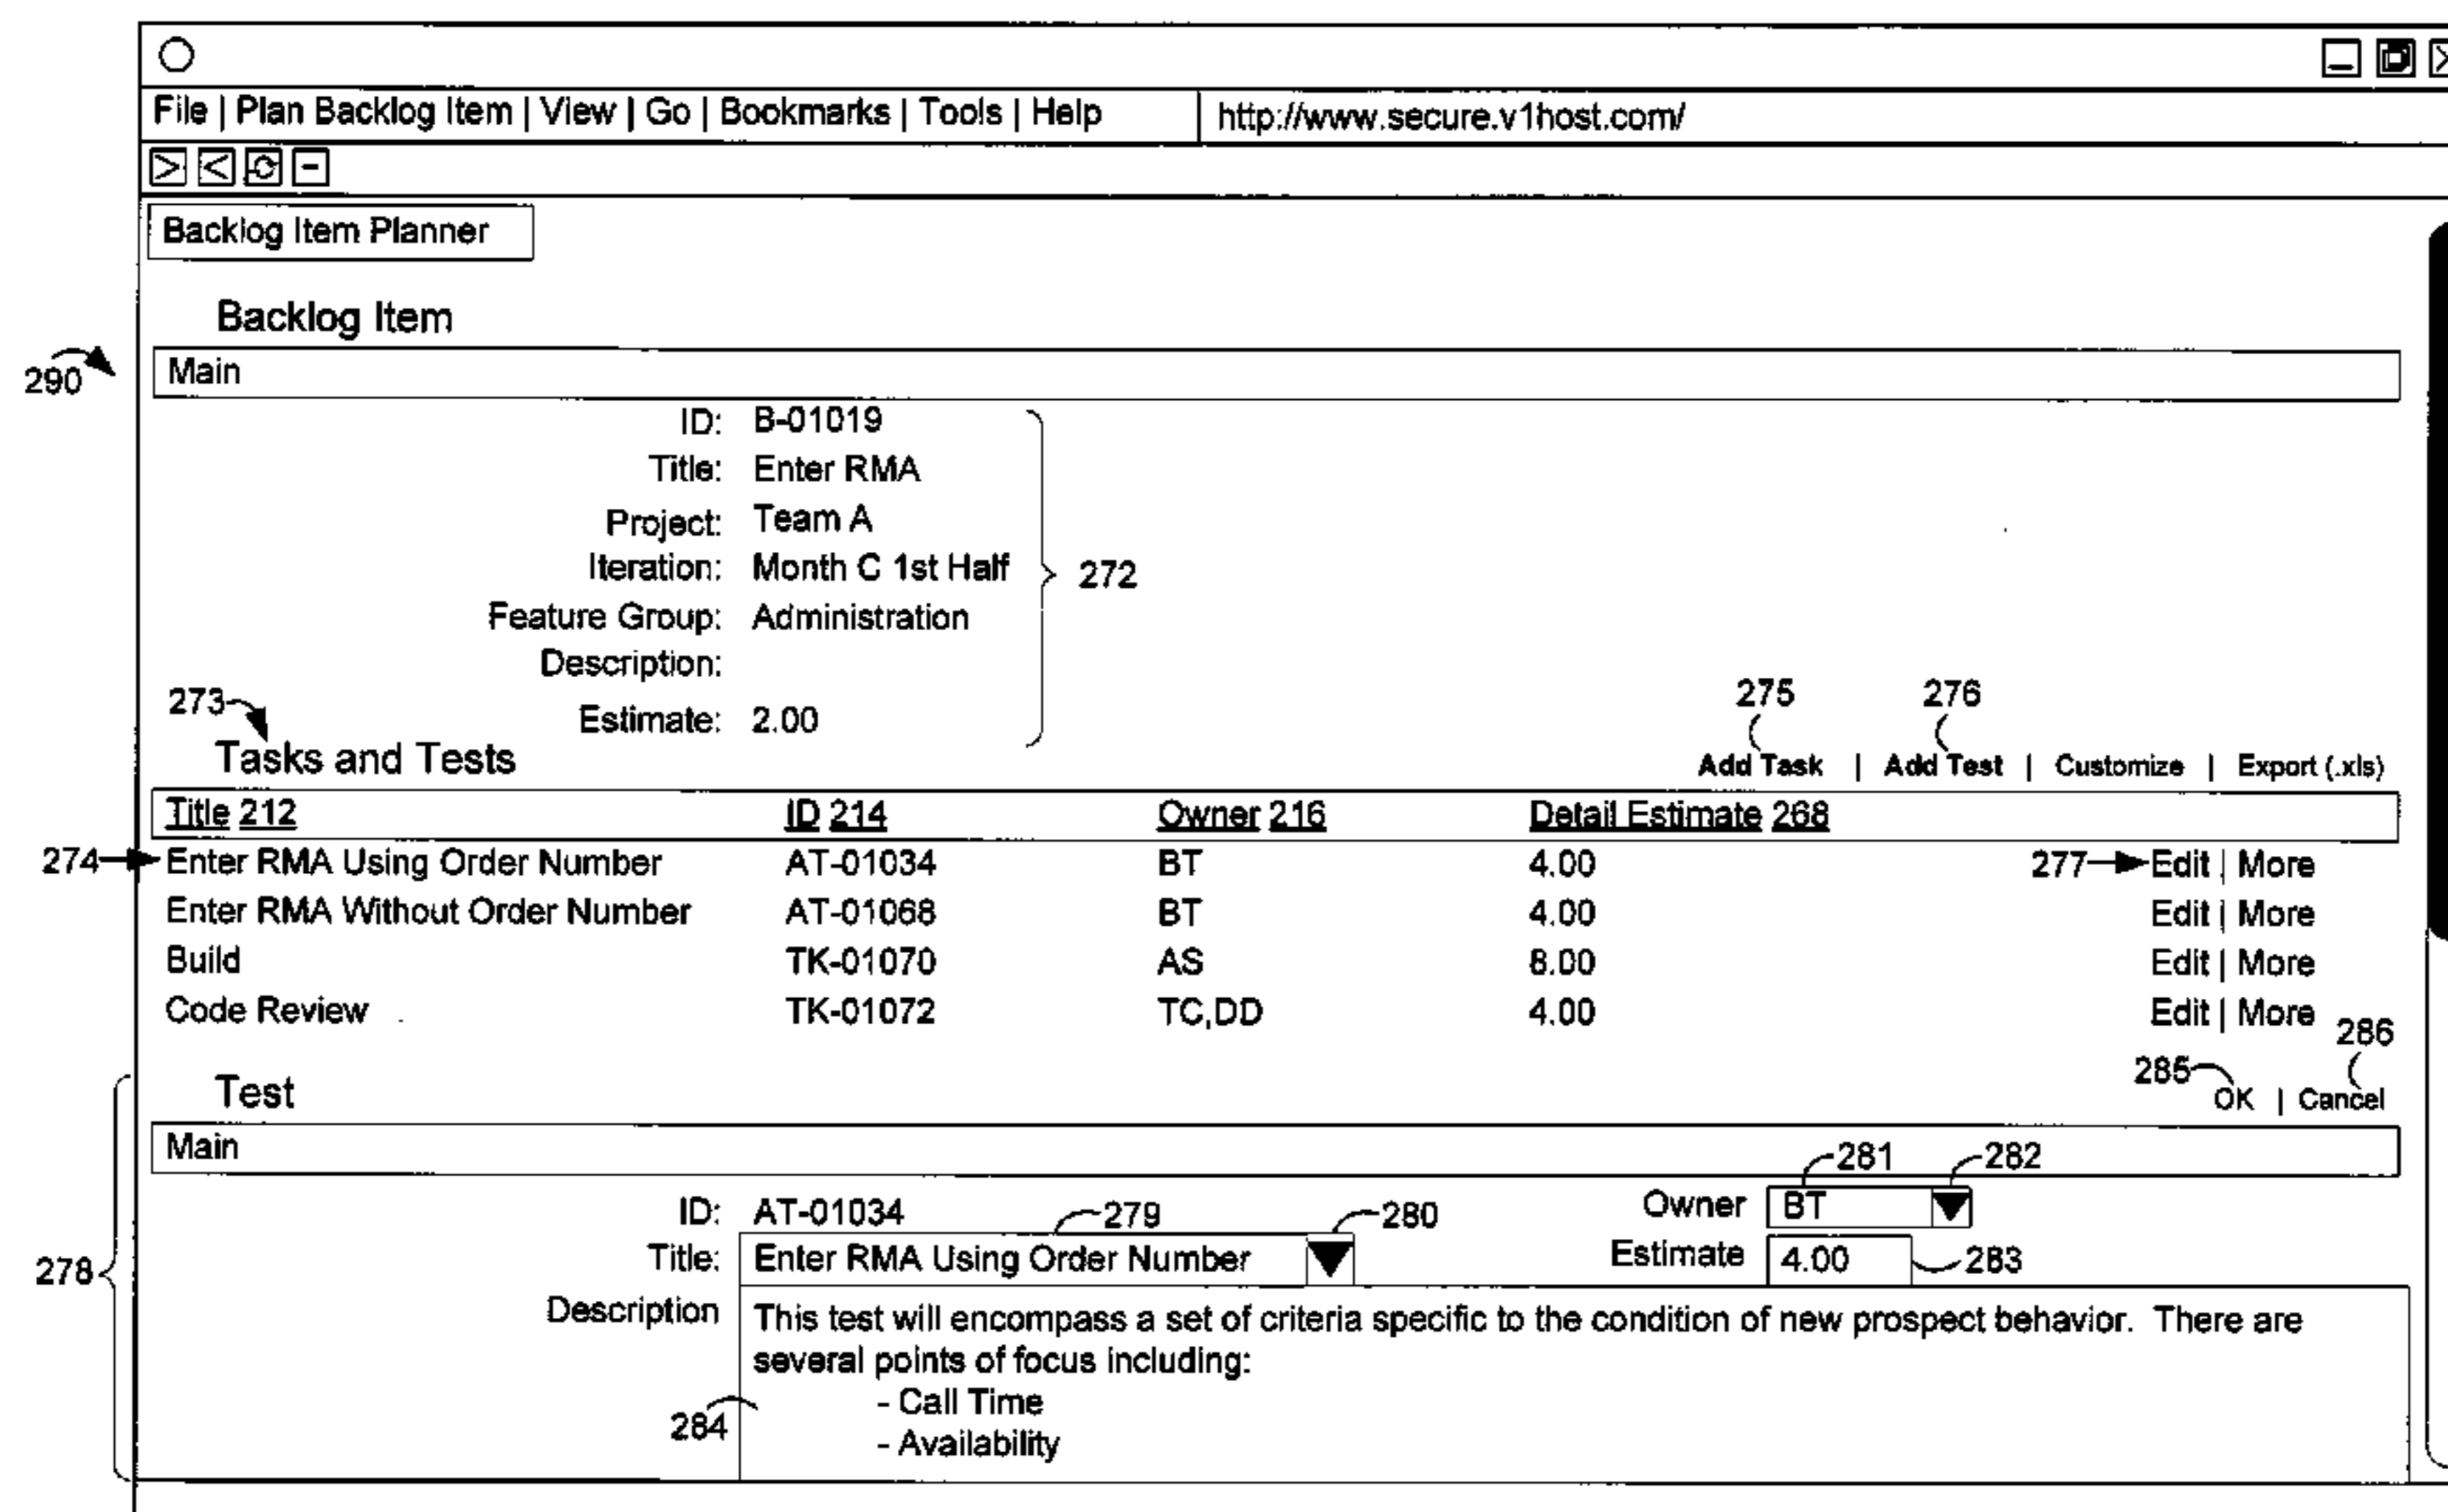 File | Plan Backlog Item | View | Go | Bookmarks | Tools | Help http://www.secure.v1host.com/
Backlog Item Planner
Backlog Item
290
Main
ID: B-01019
Title: Enter RMA
Project: Team A
Iteration: Month C 1st Half
272
Feature Group: Administration
Description:
273
275 276
Estimate: 2.00
Tasks and Tests
Add Task | Add Test | Customize | Export (.xls)
Title 212 ID 214 Owner 216 Detail Estimate 268
274 Enter RMA Using Order Number AT-01034 BT 4.00 277 Edit | More
Enter RMA Without Order Number AT-01068 BT 4.00 Edit | More
Build TK-01070 AS 8.00 Edit | More
Code Review TK-01072 TC,DD 4.00 Edit | More
286
285
Test
OK | Cancel
Main
281 282
ID: AT-01034 279 280 Owner BT
278
Title: Enter RMA Using Order Number Estimate 4.00 283
Description This test will encompass a set of criteria specific to the condition of new prospect behavior. There are
several points of focus including:
- Call Time
284
- Availability